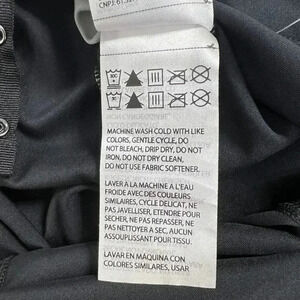 MACHINE WASH COLD WITH LIKE
COLORS, GENTLE CYCLE, DO
NOT BLEACH, DRIP DRY, DO NOT
IRON, DO NOT DRY CLEAN,
DO NOT USE FABRIC SOFTENER.
LAVER A LA MACHINE A L'EAU
FROIDE AVEC DES COULEURS
SIMILAIRES, CYCLE DELICAT, NE
PAS JAVELLISER, ETENDRE POUR
SECHER, NE PAS REPASSER, NE
PAS NETTOYER A SEC, AUCUN
ASSOUPLISSANT POUR TISSU.
LAVAR EN MÁQUINA CON
COLORES SIMILARES, USAR